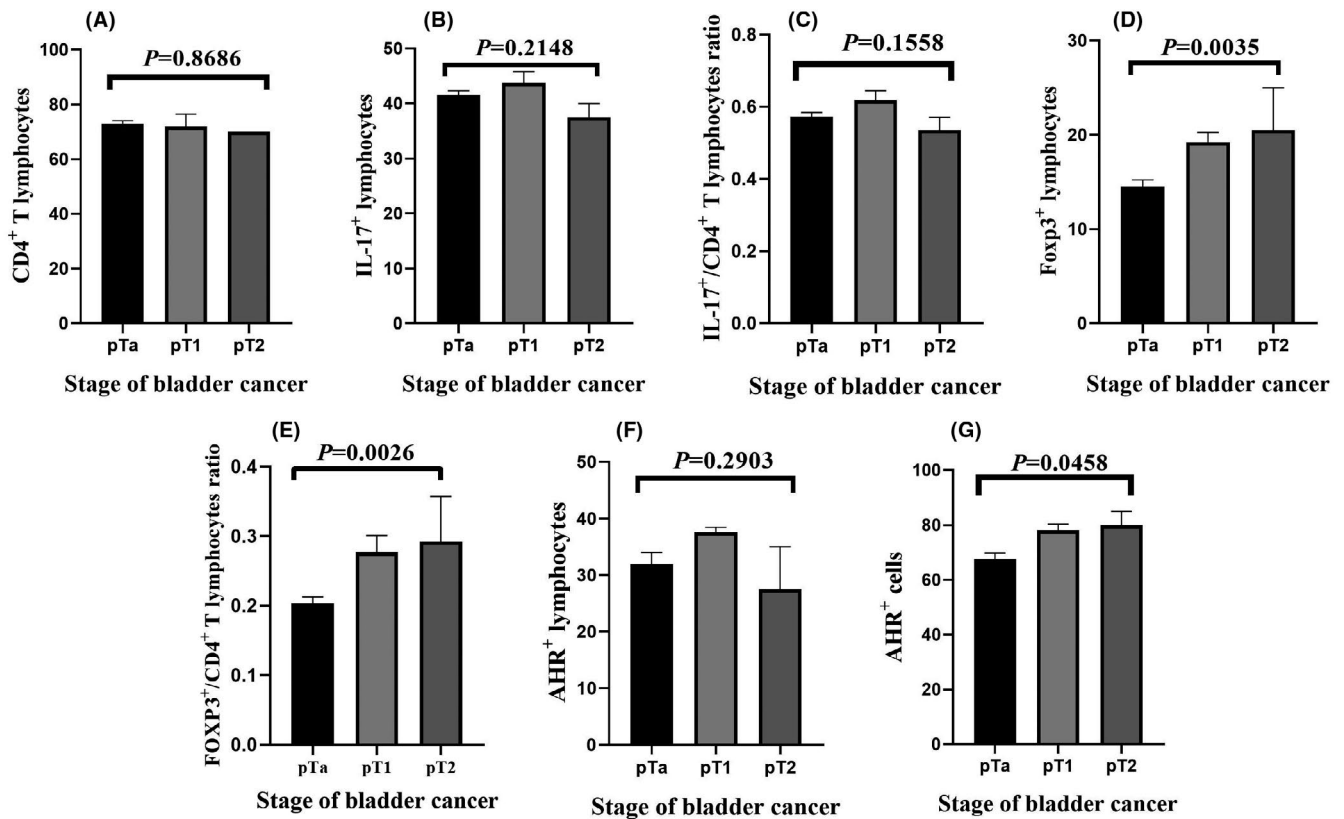 (A)
P=0.8686
CD4+ T lymphocytes
100
80
60
40
20
0
pTa pT1 pT2
Stage of bladder cancer
(B)
P=0.2148
IL-17+ lymphocytes
50
40
30
20
10
0
pTa pT1 pT2
Stage of bladder cancer
(C)
P=0.1558
IL-17+/CD4+ T lymphocytes ratio
0.8
0.6
0.4
0.2
0.0
pTa pT1 pT2
Stage of bladder cancer
(D)
P=0.0035
Foxp3+ lymphocytes
30
20
10
0
pTa pT1 pT2
Stage of bladder cancer
(E)
P=0.0026
FOXP3+/CD4+ T lymphocytes ratio
0.4
0.3
0.2
0.1
0.0
pTa pT1 pT2
Stage of bladder cancer
(F)
P=0.2903
AHR+ lymphocytes
50
40
30
20
10
0
pTa pT1 pT2
Stage of bladder cancer
(G)
P=0.0458
AHR+ cells
100
80
60
40
20
0
pTa pT1 pT2
Stage of bladder cancer